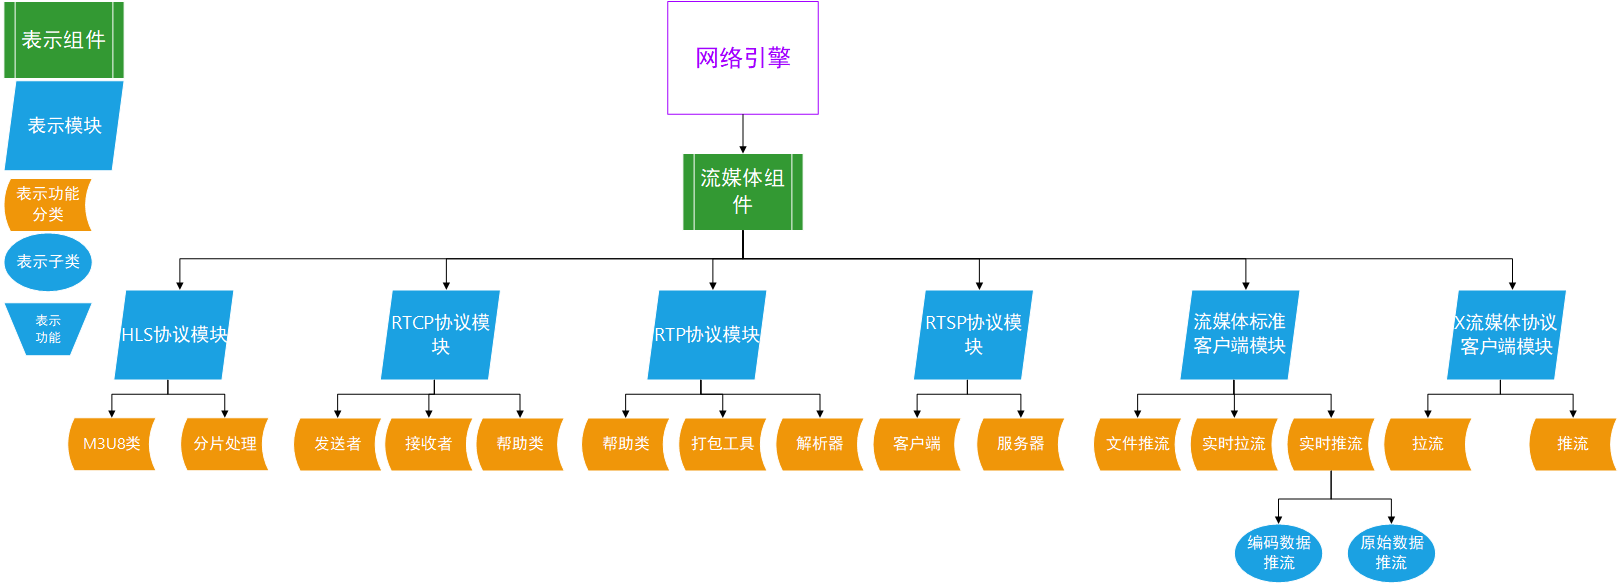 表示组件
表示模块
表示功能
分类
表示子类
表示
功能
网络引擎
流媒体组
件
HLS协议模块
RTCP协议模
块
RTP协议模块
RTSP协议模
块
流媒体标准
客户端模块
X流媒体协议
客户端模块
M3U8类
分片处理
发送者
接收者
帮助类
帮助类
打包工具
解析器
客户端
服务器
文件推流
实时拉流
实时推流
拉流
推流
编码数据
推流
原始数据
推流